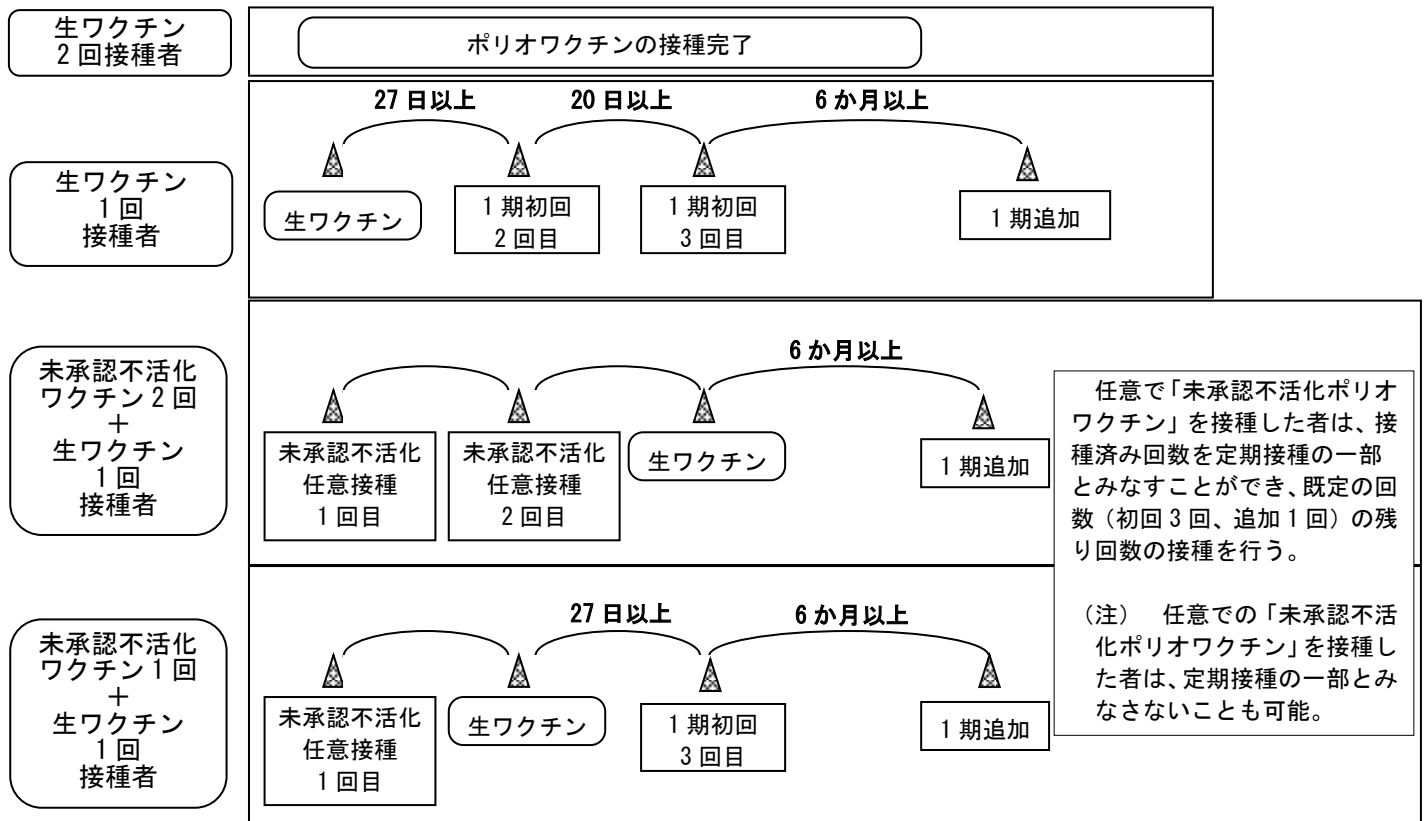 生ワクチン
2回接種者
ポリオワクチンの接種完了
生ワクチン
1回
接種者
27日以上
20日以上
6か月以上
生ワクチン
1期初回
2回目
1期初回
3回目
1期追加
未承認不活化
ワクチン2回
+
生ワクチン
1回
接種者
6か月以上
未承認不活化
任意接種
1回目
未承認不活化
任意接種
2回目
生ワクチン
1期追加
未承認不活化
ワクチン1回
+
生ワクチン
1回
接種者
27日以上
6か月以上
未承認不活化
任意接種
1回目
生ワクチン
1期初回
3回目
1期追加
任意で「未承認不活化ポリオ
ワクチン」を接種した者は、接
種済み回数を定期接種の一部
とみなすことができ、既定の回
数(初回3回、追加1回)の残
り回数の接種を行う。
(注) 任意での「未承認不活
化ポリオワクチン」を接種し
た者は、定期接種の一部とみ
なさないことも可能。